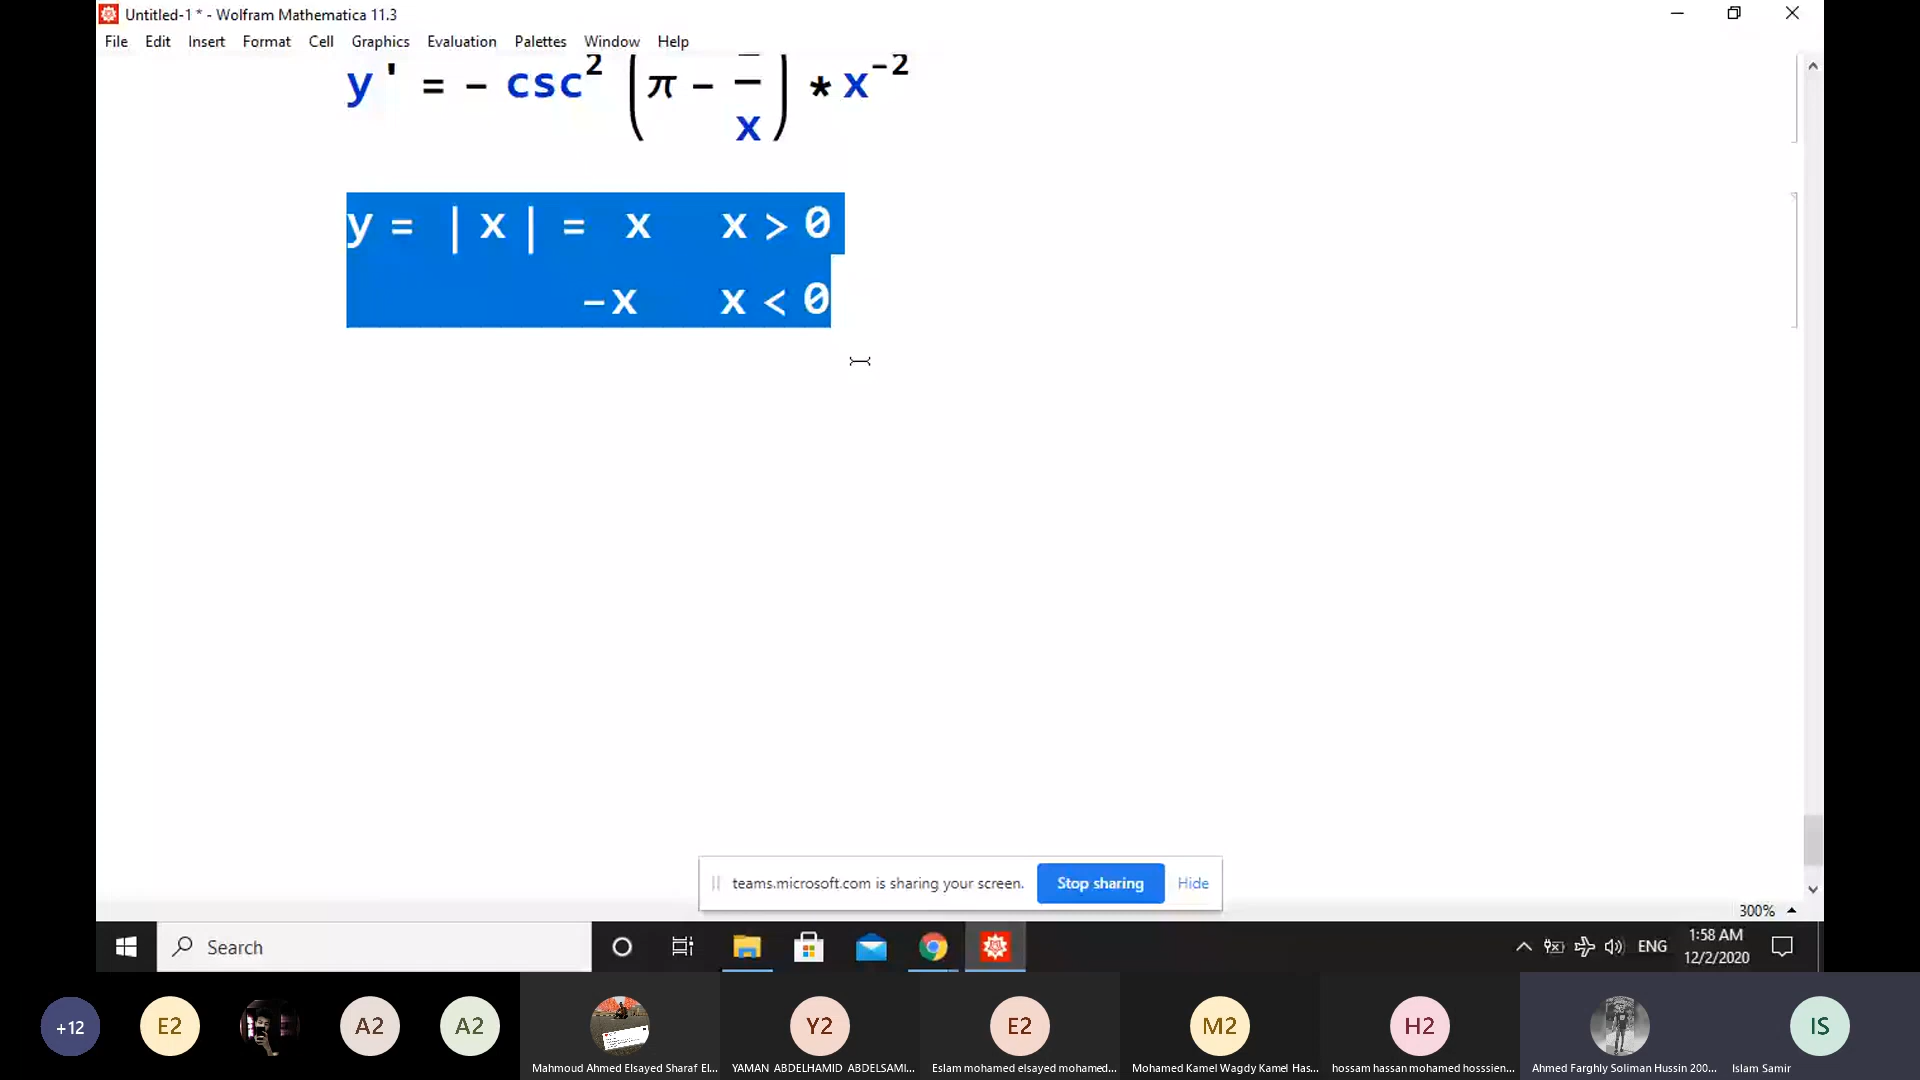 Untitled-1 * - Wolfram Mathematica 11.3
File Edit Insert Format Cell Graphics Evaluation Palettes Window Help
y ' = - csc² (π - — / x) * x⁻²
y = | x | = x x > 0
-x x < 0
teams.microsoft.com is sharing your screen. Stop sharing Hide
300%
Search
ENG
1:58 AM
12/2/2020
+12 E2 A2 A2 Y2 E2 M2 H2 IS
Mahmoud Ahmed Elsayed Sharaf El... YAMAN ABDELHAMID ABDELSAMI... Eslam mohamed elsayed mohamed... Mohamed Kamel Wagdy Kamel Has... hossam hassan mohamed hosssien... Ahmed Farghly Soliman Hussin 200... Islam Samir